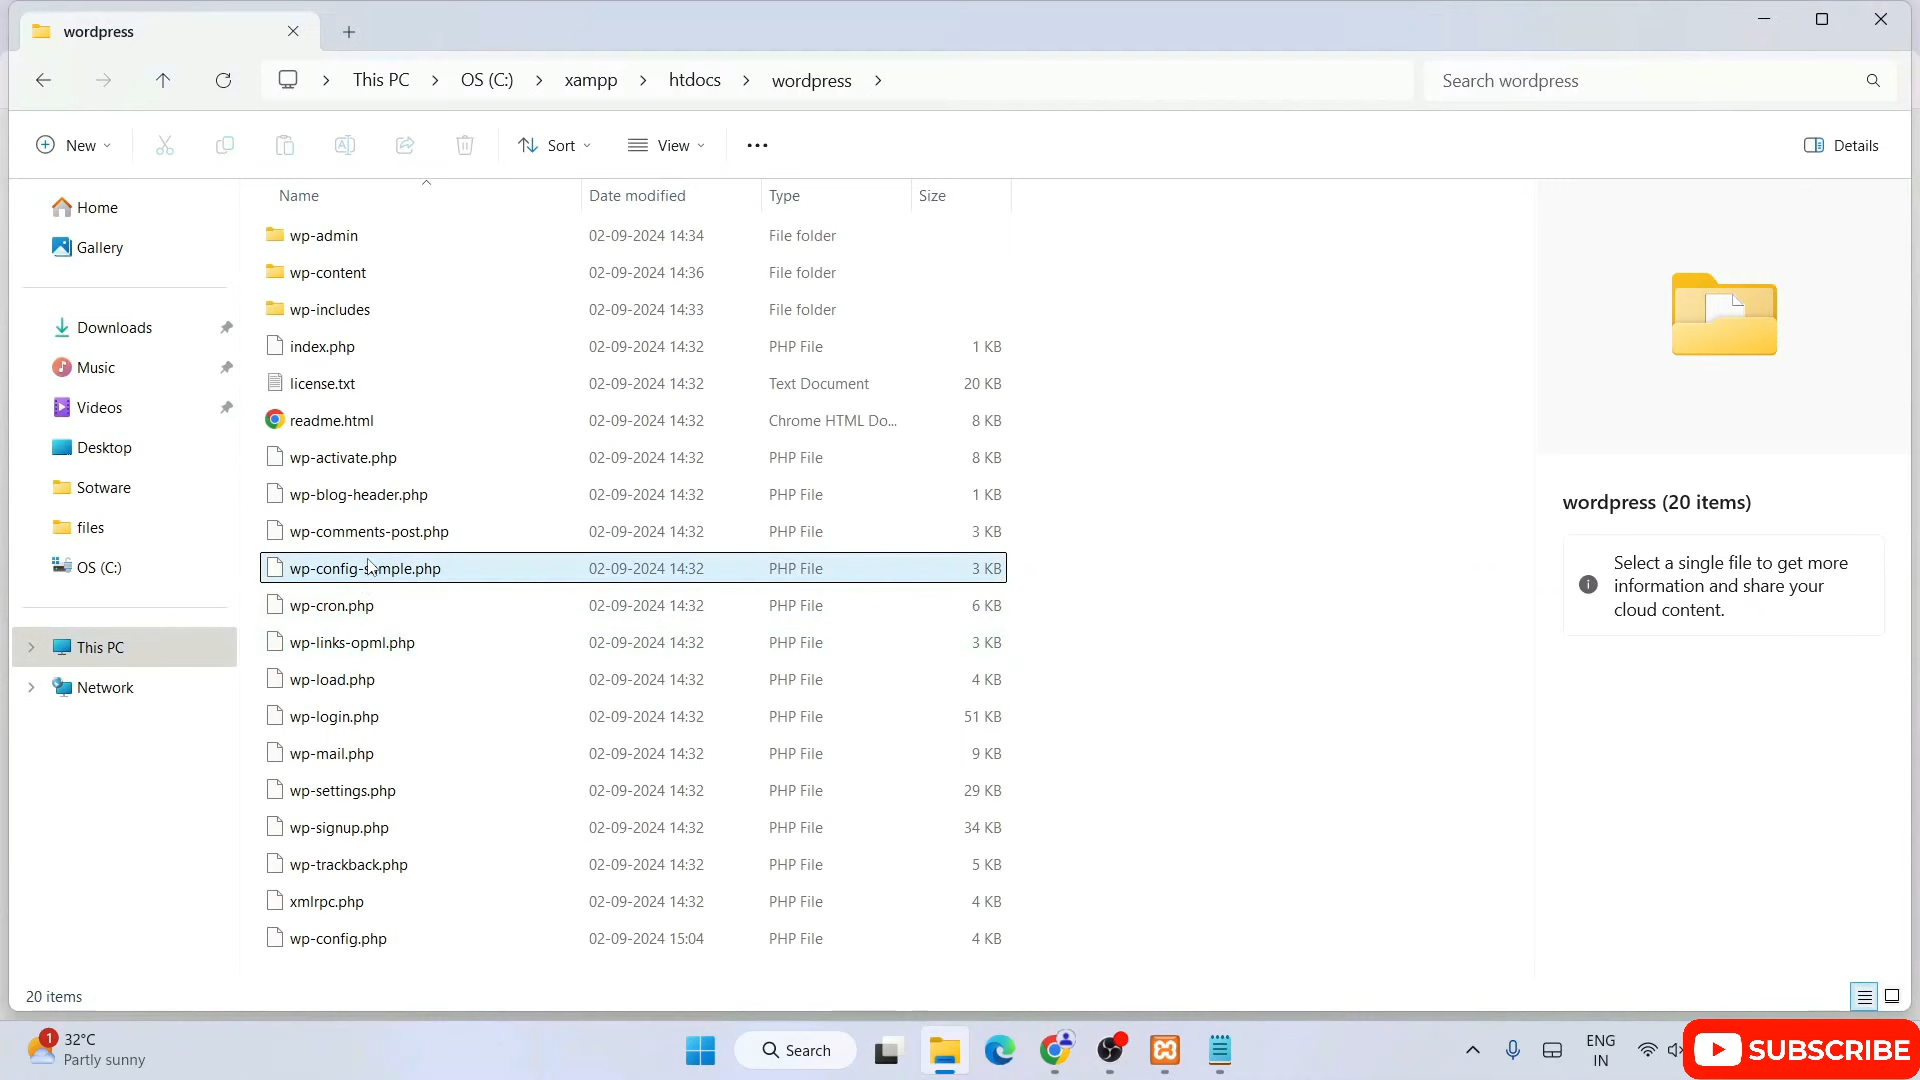 wordpress
This PC
OS (C:)
xampp
htdocs
wordpress
Search wordpress
New
Sort
View
Details
Home
Gallery
Downloads
Music
Videos
Desktop
Sotware
files
OS (C:)
This PC
Network
Name Date modified Type Size
wp-admin 02-09-2024 14:34 File folder
wp-content 02-09-2024 14:36 File folder
wp-includes 02-09-2024 14:33 File folder
index.php 02-09-2024 14:32 PHP File 1 KB
license.txt 02-09-2024 14:32 Text Document 20 KB
readme.html 02-09-2024 14:32 Chrome HTML Do... 8 KB
wp-activate.php 02-09-2024 14:32 PHP File 8 KB
wp-blog-header.php 02-09-2024 14:32 PHP File 1 KB
wp-comments-post.php 02-09-2024 14:32 PHP File 3 KB
wp-config-sample.php 02-09-2024 14:32 PHP File 3 KB
wp-cron.php 02-09-2024 14:32 PHP File 6 KB
wp-links-opml.php 02-09-2024 14:32 PHP File 3 KB
wp-load.php 02-09-2024 14:32 PHP File 4 KB
wp-login.php 02-09-2024 14:32 PHP File 51 KB
wp-mail.php 02-09-2024 14:32 PHP File 9 KB
wp-settings.php 02-09-2024 14:32 PHP File 29 KB
wp-signup.php 02-09-2024 14:32 PHP File 34 KB
wp-trackback.php 02-09-2024 14:32 PHP File 5 KB
xmlrpc.php 02-09-2024 14:32 PHP File 4 KB
wp-config.php 02-09-2024 15:04 PHP File 4 KB
wordpress (20 items)
Select a single file to get more
information and share your
cloud content.
20 items
1
32°C
Partly sunny
Search
ENG
IN
SUBSCRIBE